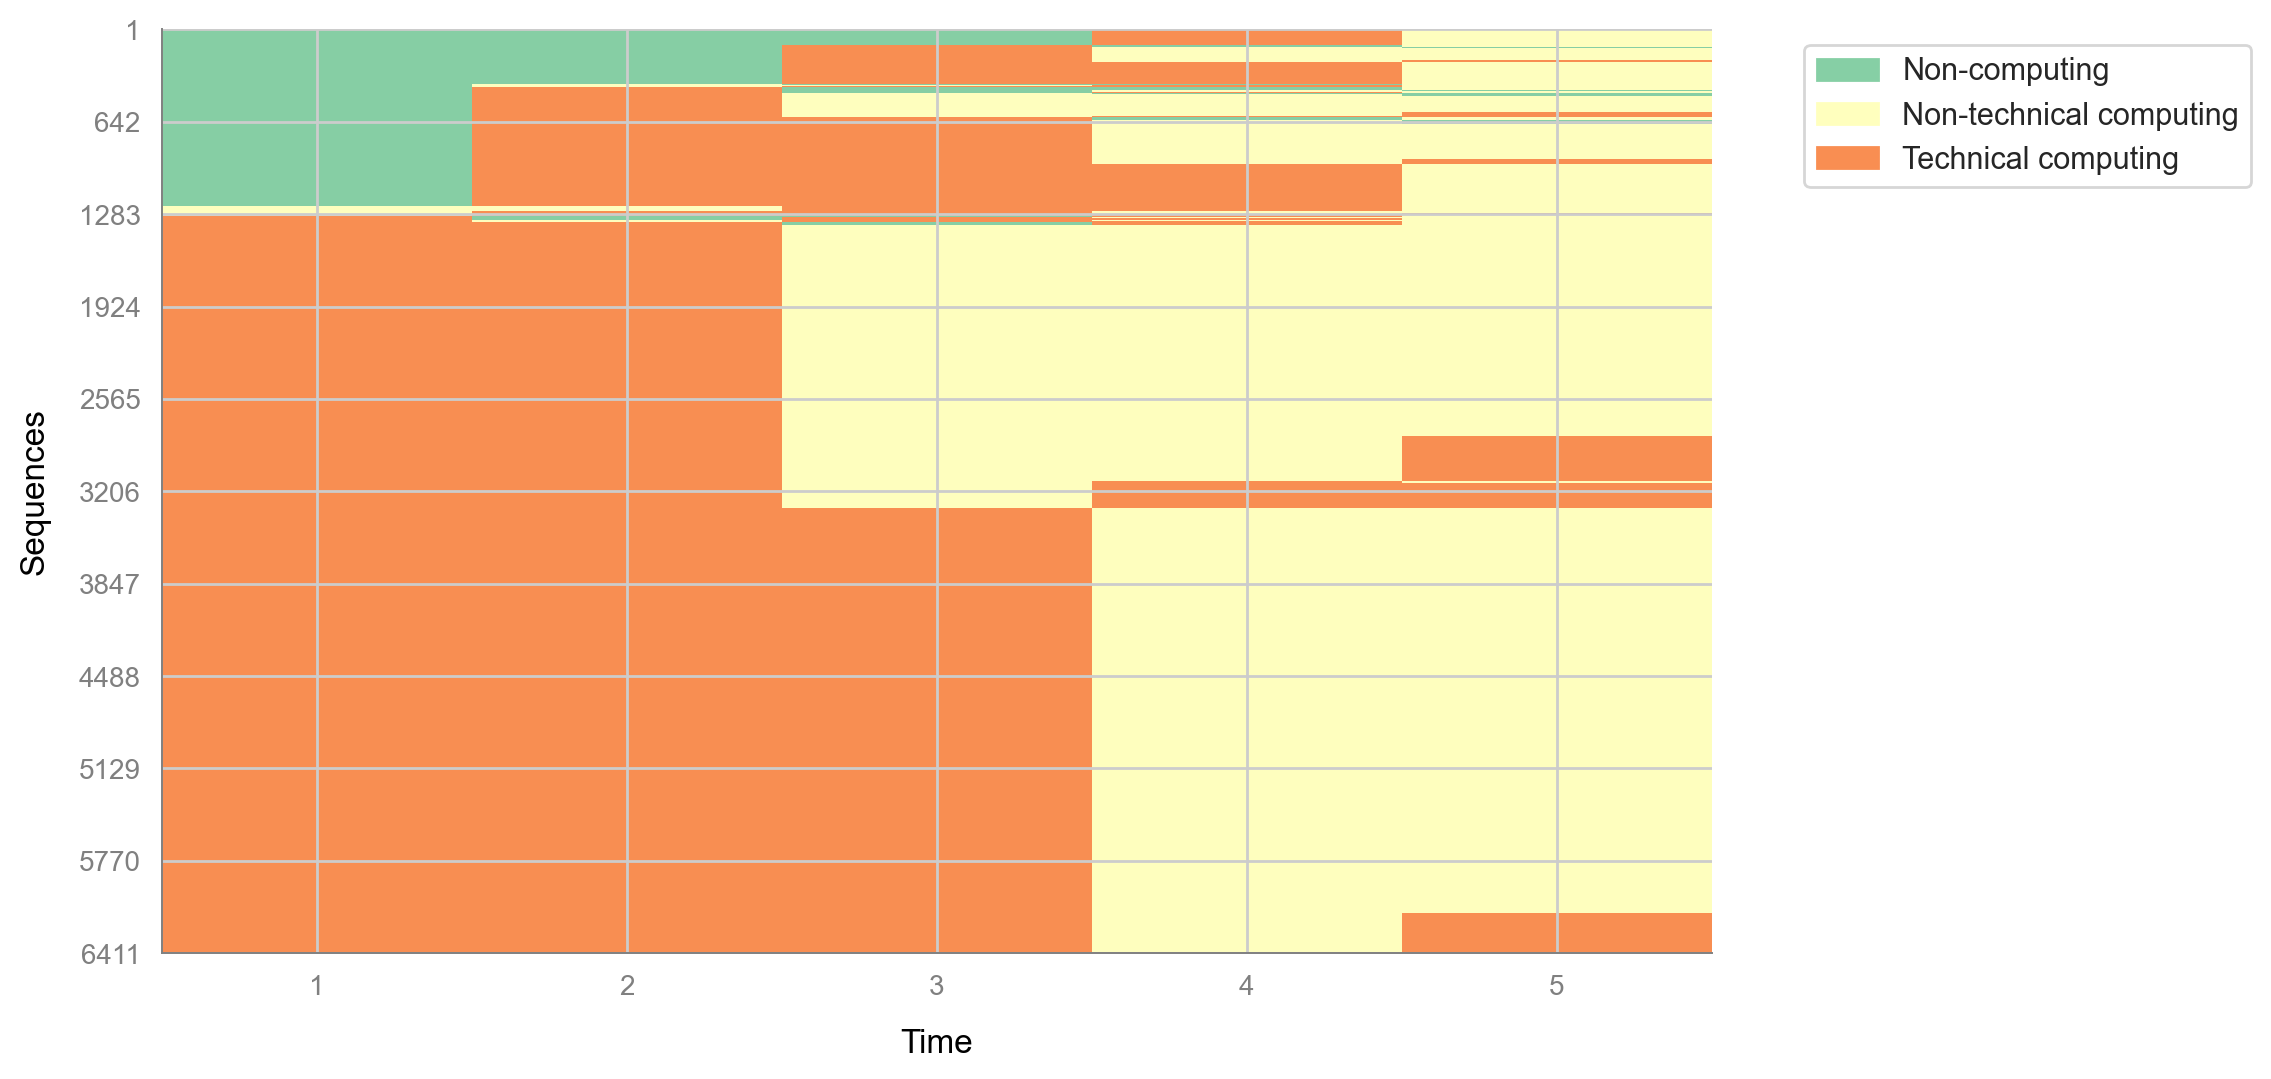 1
642
1283
1924
2565
3206
3847
4488
5129
5770
6411
Sequences
1 2 3 4 5
Time
Non-computing
Non-technical computing
Technical computing